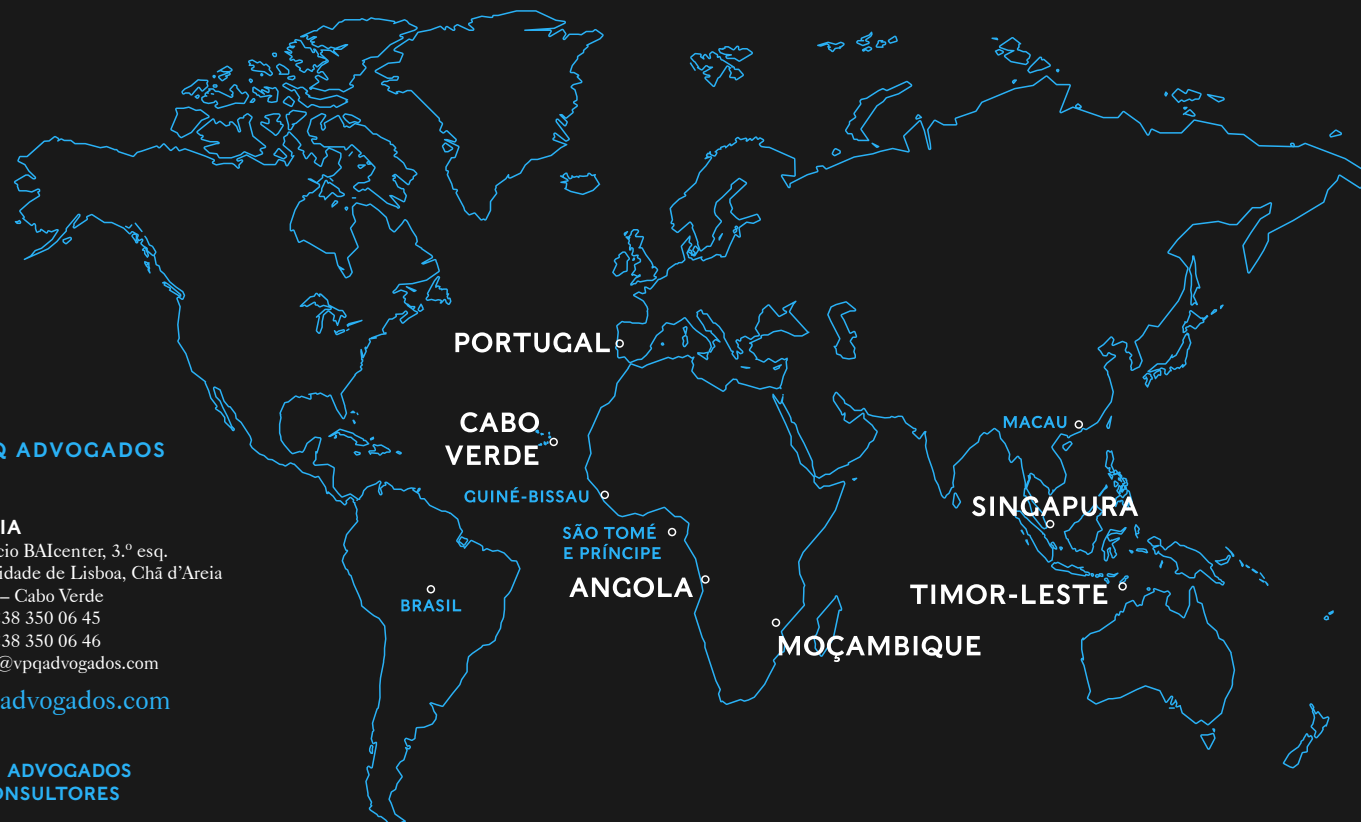 Q ADVOGADOS
IA
cio BAIcenter, 3.º esq.
idade de Lisboa, Chã d’Areia
– Cabo Verde
38 350 06 45
38 350 06 46
@vpqadvogados.com
advogados.com
ADVOGADOS
ONSULTORES
PORTUGAL
CABO
VERDE
GUINÉ-BISSAU
SÃO TOMÉ
E PRÍNCIPE
ANGOLA
BRASIL
MOÇAMBIQUE
MACAU
SINGAPURA
TIMOR-LESTE